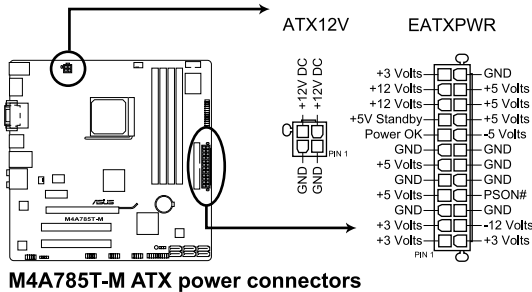 ATX12V
EATXPWR
+12V DC
+12V DC
GND
GND
PIN 1
+3 Volts GND
+12 Volts +5 Volts
+12 Volts +5 Volts
+5V Standby +5 Volts
Power OK -5 Volts
GND GND
+5 Volts GND
GND GND
+5 Volts PSON#
GND GND
+3 Volts -12 Volts
+3 Volts +3 Volts
PIN 1
ASUS
M4A785T-M
M4A785T-M ATX power connectors